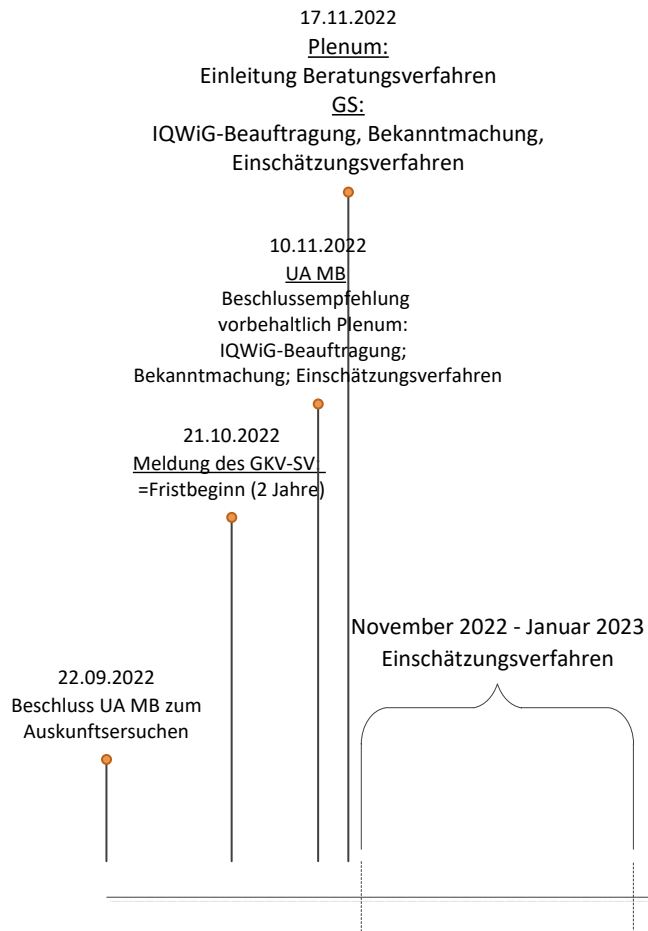 17.11.2022
Plenum:
Einleitung Beratungsverfahren
GS:
IQWiG-Beauftragung, Bekanntmachung,
Einschätzungsverfahren
10.11.2022
UA MB
Beschlussempfehlung
vorbehaltlich Plenum:
IQWiG-Beauftragung;
Bekanntmachung; Einschätzungsverfahren
21.10.2022
Meldung des GKV-SV:
=Fristbeginn (2 Jahre)
November 2022 - Januar 2023
Einschätzungsverfahren
22.09.2022
Beschluss UA MB zum
Auskunftsersuchen